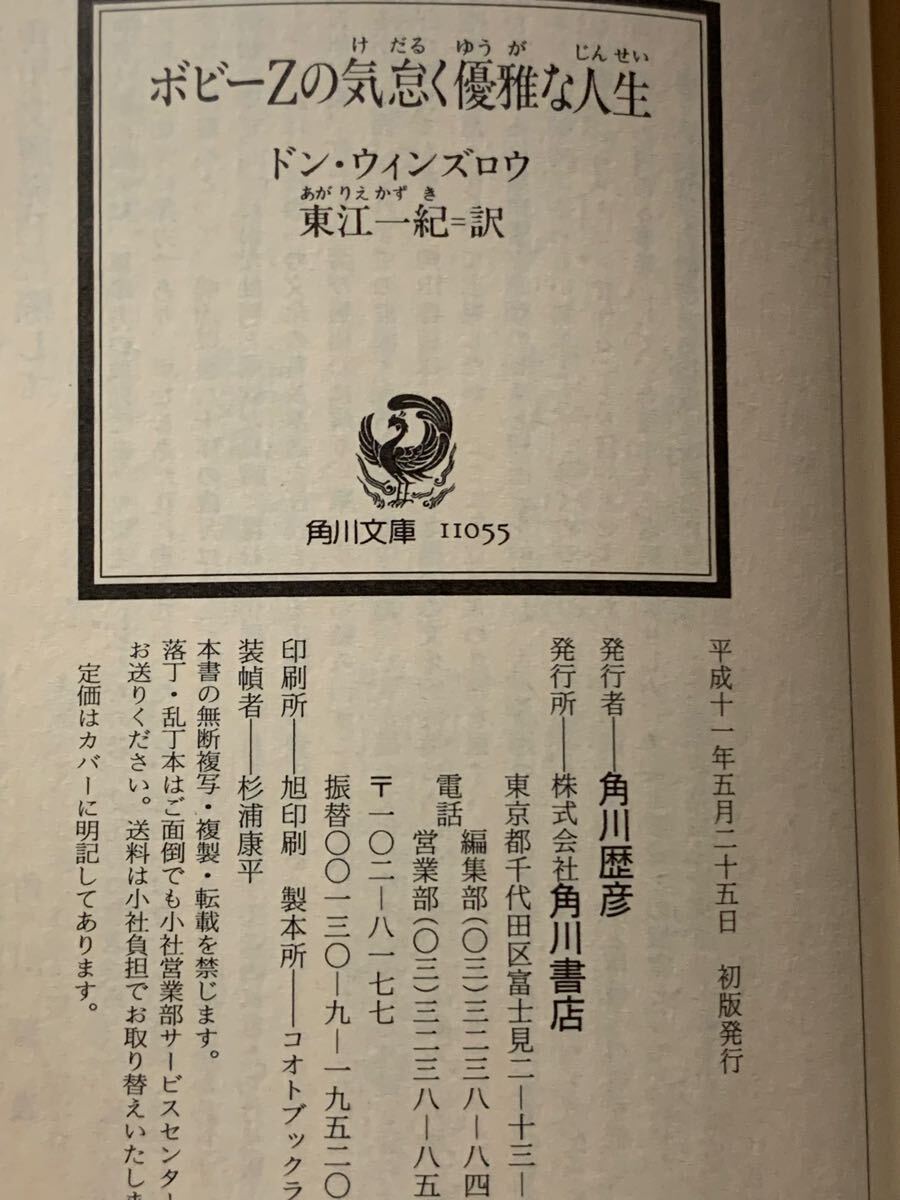 ボビーZの気怠く優雅な人生
けだるゆうがじんせい
ドン・ウィンズロウ
あがりえかずき
東江一紀=訳
角川文庫 11055
平成十一年五月二十五日 初版発行
発行者――角川歴彦
発行所――株式会社角川書店
東京都千代田区富士見二―十三―
電話 編集部(〇三)三二三八―八四
営業部(〇三)三二三八―八五
〒一〇二―八一七七
振替〇〇一三〇―九―一九五二〇
印刷所――旭印刷 製本所――コオトブックラ
装幀者――杉浦康平
本書の無断複写・複製・転載を禁じます。
落丁・乱丁本はご面倒でも小社営業部サービスセンター
お送りください。送料は小社負担でお取り替えいたしま
定価はカバーに明記してあります。